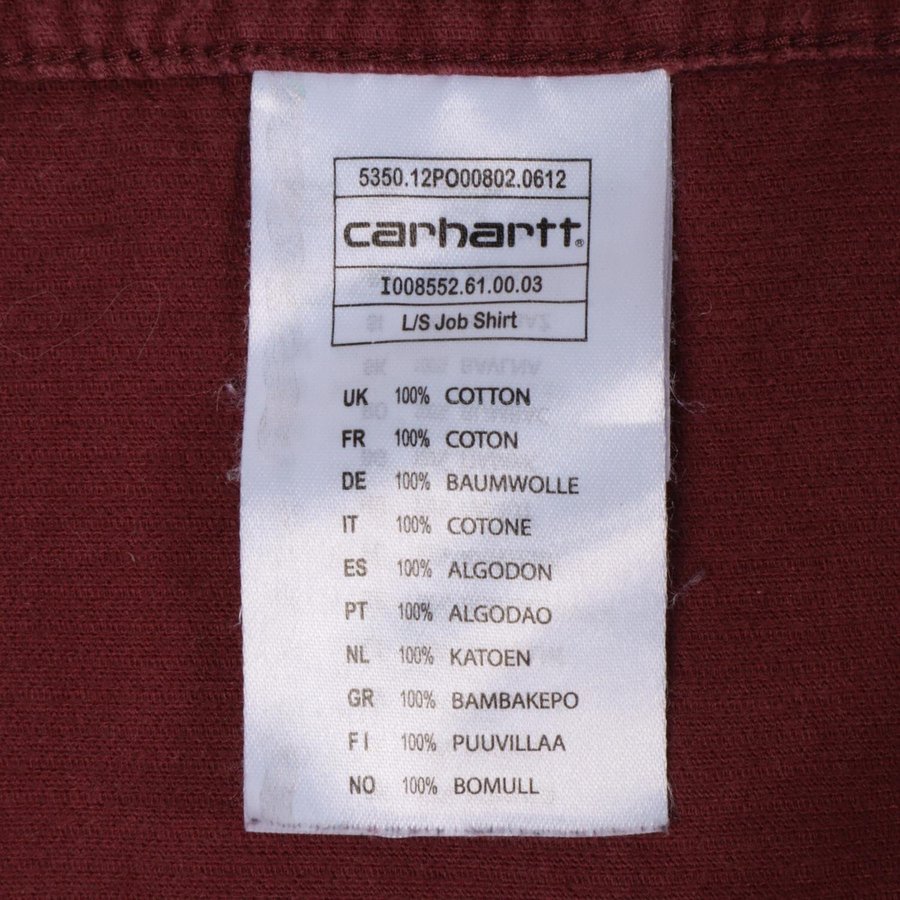 5350.12PO00802.0612
carhartt®
I008552.61.00.03
L/S Job Shirt
UK 100% COTTON
FR 100% COTON
DE 100% BAUMWOLLE
IT 100% COTONE
ES 100% ALGODON
PT 100% ALGODAO
NL 100% KATOEN
GR 100% BAMBAKEPO
FI 100% PUUVILLAA
NO 100% BOMULL